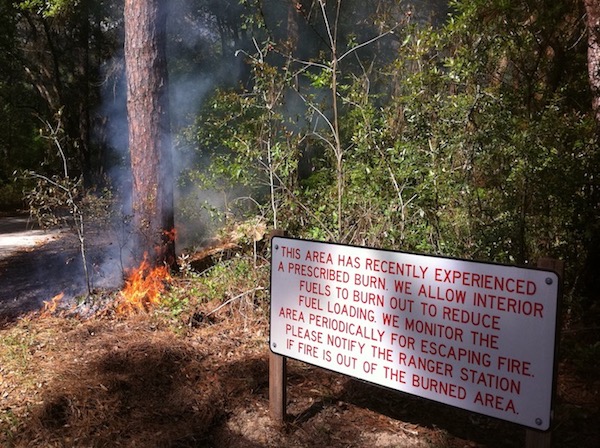 THIS AREA HAS RECENTLY EXPERIENCED
A PRESCRIBED BURN. WE ALLOW INTERIOR
FUELS TO BURN OUT TO REDUCE
FUEL LOADING. WE MONITOR THE
AREA PERIODICALLY FOR ESCAPING FIRE.
PLEASE NOTIFY THE RANGER STATION
IF FIRE IS OUT OF THE BURNED AREA.